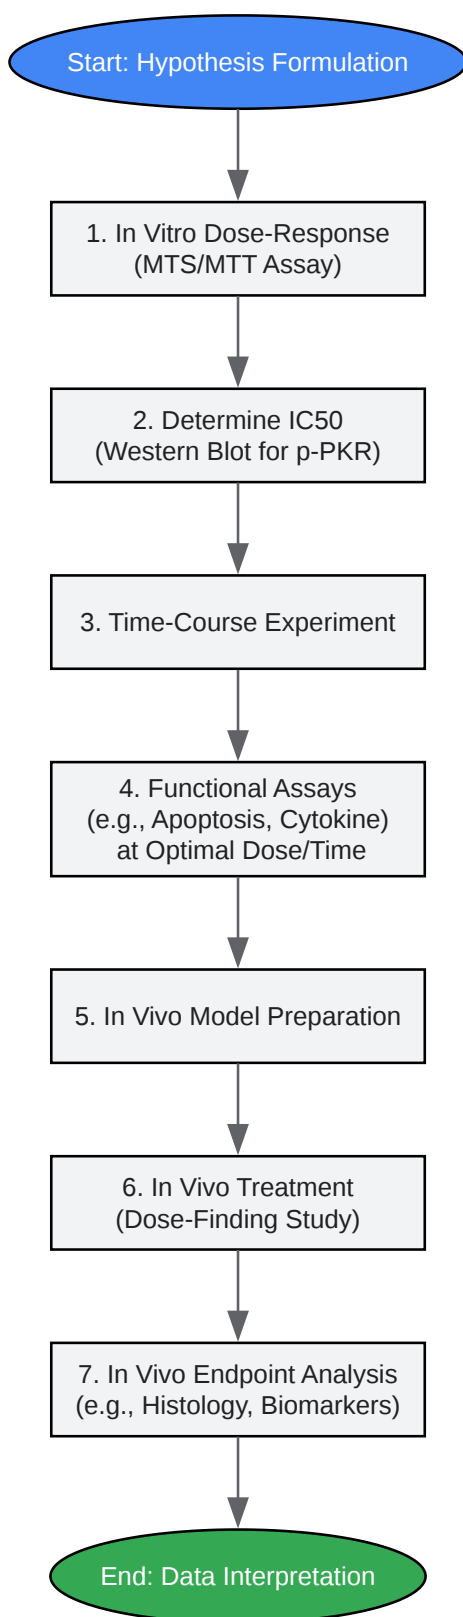 Start: Hypothesis Formulation
1. In Vitro Dose-Response
(MTS/MTT Assay)
2. Determine IC50
(Western Blot for p-PKR)
3. Time-Course Experiment
4. Functional Assays
(e.g., Apoptosis, Cytokine)
at Optimal Dose/Time
5. In Vivo Model Preparation
6. In Vivo Treatment
(Dose-Finding Study)
7. In Vivo Endpoint Analysis
(e.g., Histology, Biomarkers)
End: Data Interpretation